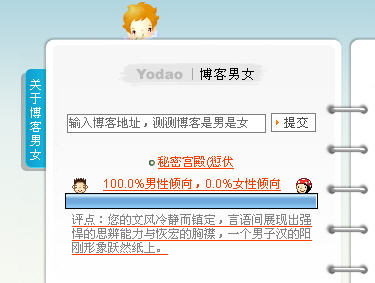 Yodao | 博客男女
关于博客男女
输入博客地址，测测博客是男是女
提交
秘密宫殿(愆伏
100.0%男性倾向，0.0%女性倾向
评点：您的文风冷静而镇定，言语间展现出强
悍的思辨能力与恢宏的胸襟，一个男子汉的阳
刚形象跃然纸上。